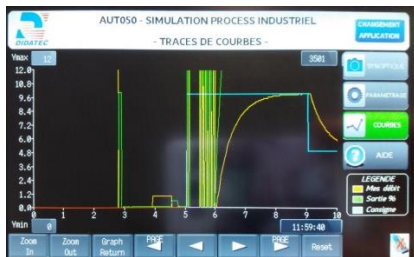 AUT050 - SIMULATION PROCESS INDUSTRIEL
- TRACES DE COURBES -
DIDATEC
CHANGEMENT
APPLICATION
Ymax 12
3501
SYNOPTIQUE
PARAMETRAGE
COURBES
AIDE
12.0
10.8
9.6
8.4
7.2
6.0
4.8
3.6
2.4
1.2
0.0
0 1 2 3 4 5 6 7 8 9 10
LEGENDE
Mes débit
Sortie %
Consigne
Ymin 0
11:59:40
Zoom In
Zoom Out
Graph Return
PAGE
PAGE
Reset